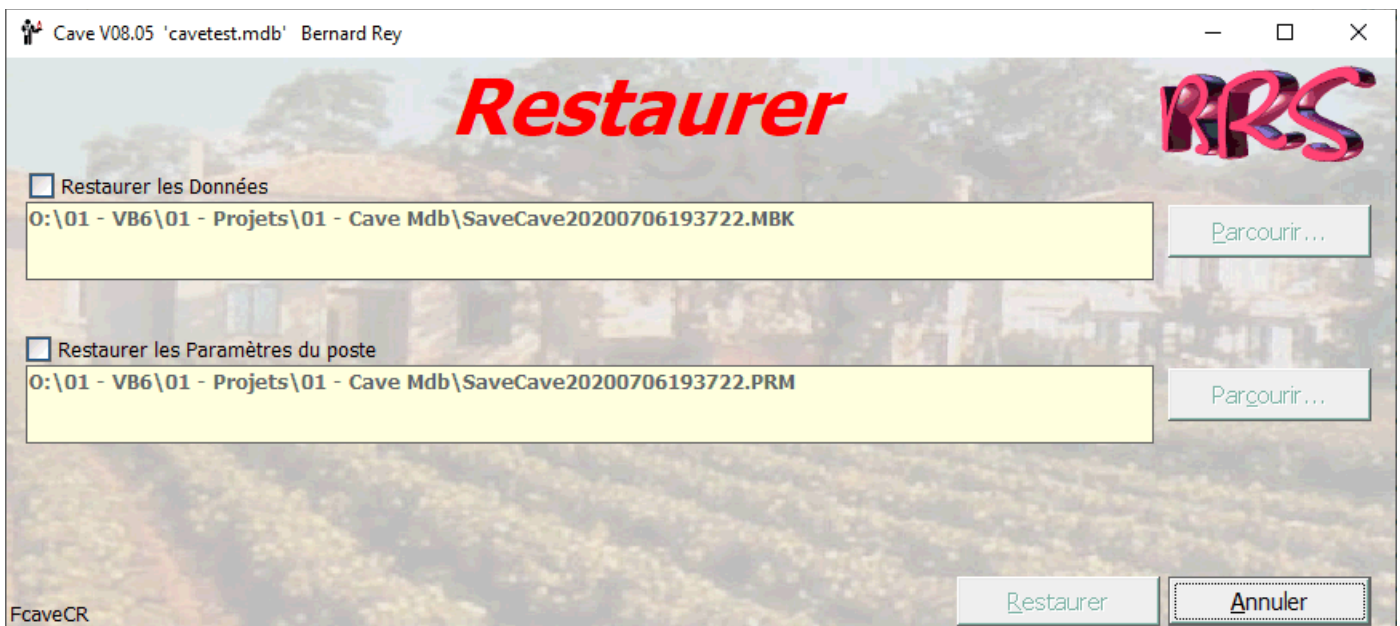 Cave V08.05 'cavetest.mdb' Bernard Rey
Restaurer
RRS
Restaurer les Données
O:\01 - VB6\01 - Projets\01 - Cave Mdb\SaveCave20200706193722.MBK
Parcourir...
Restaurer les Paramètres du poste
O:\01 - VB6\01 - Projets\01 - Cave Mdb\SaveCave20200706193722.PRM
Parcourir...
FcaveCR
Restaurer
Annuler